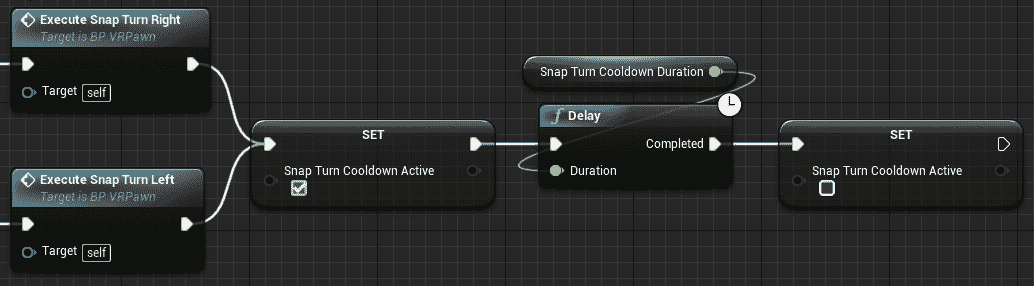 Execute Snap Turn Right
Target is BP VRPawn
Target self
Execute Snap Turn Left
Target is BP VRPawn
Target self
SET
Snap Turn Cooldown Active
Snap Turn Cooldown Duration
f Delay
Completed
Duration
SET
Snap Turn Cooldown Active